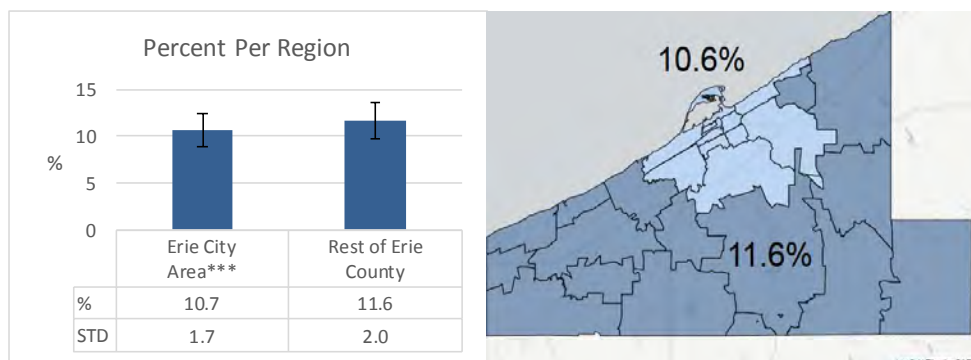 Percent Per Region
15
10
%
5
0
Erie City Rest of Erie
Area*** County
% 10.7 11.6
STD 1.7 2.0
10.6%
11.6%